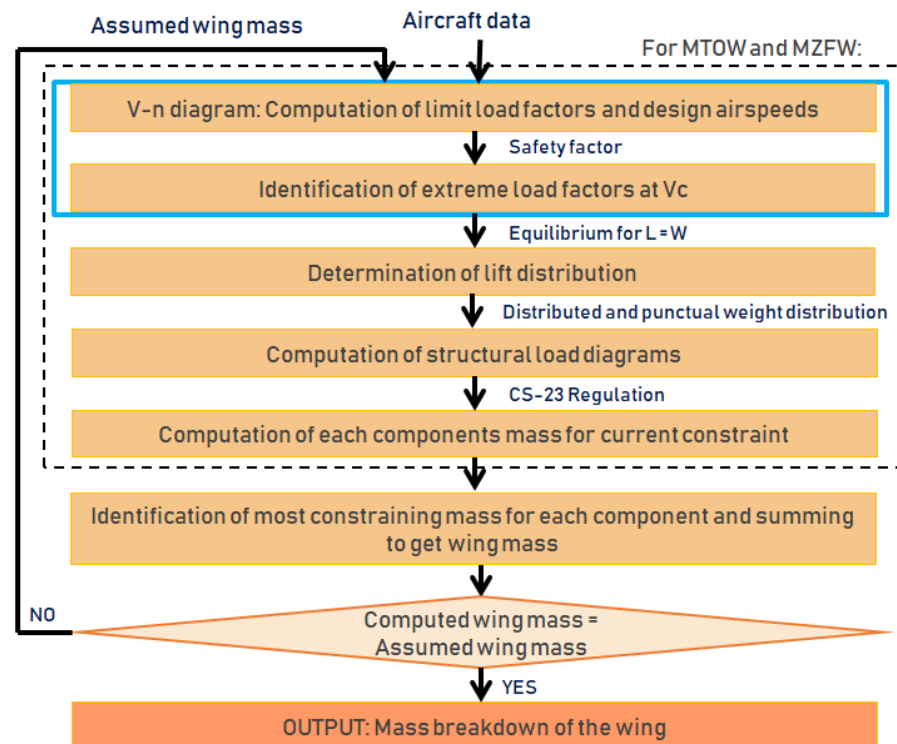 Assumed wing mass
Aircraft data
For MTOW and MZFW:
V-n diagram: Computation of limit load factors and design airspeeds
Safety factor
Identification of extreme load factors at Vc
Equilibrium for L=W
Determination of lift distribution
Distributed and punctual weight distribution
Computation of structural load diagrams
CS-23 Regulation
Computation of each components mass for current constraint
Identification of most constraining mass for each component and summing
to get wing mass
NO
Computed wing mass =
Assumed wing mass
YES
OUTPUT: Mass breakdown of the wing